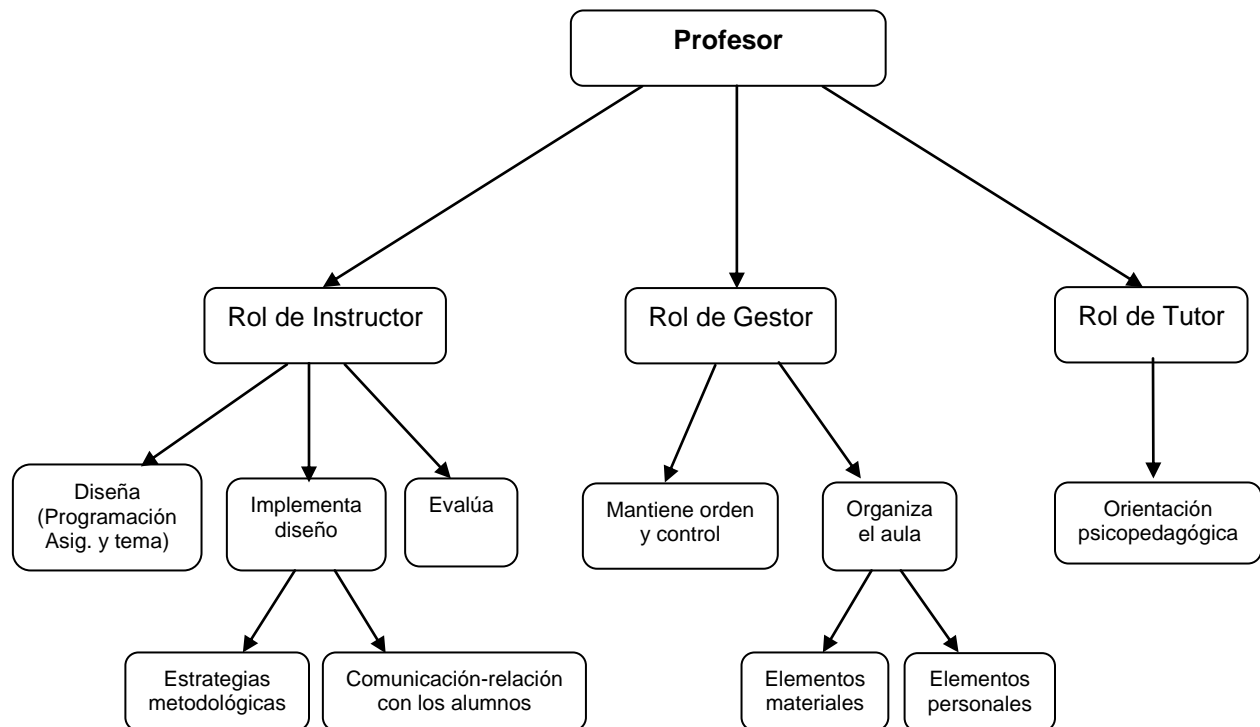 Profesor
Rol de Instructor
Rol de Gestor
Rol de Tutor
Diseña
(Programación
Asig. y tema)
Implementa
diseño
Evalúa
Mantiene orden
y control
Organiza
el aula
Orientación
psicopedagógica
Estrategias
metodológicas
Comunicación-relación
con los alumnos
Elementos
materiales
Elementos
personales